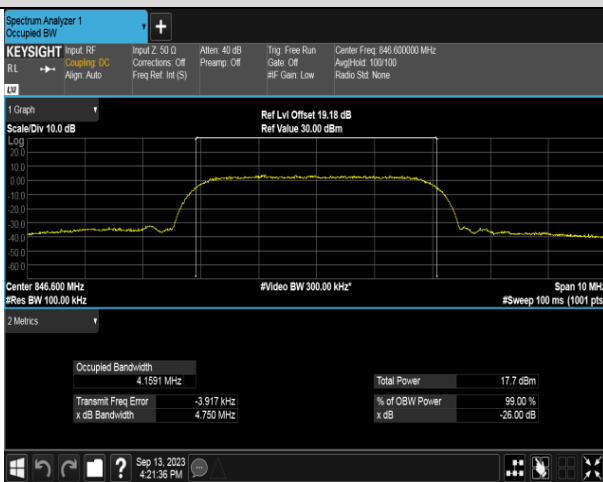 Spectrum Analyzer 1
Occupied BW
+
KEYSIGHT Input: RF Input Z: 50 Ω Atten: 40 dB Trig: Free Run Center Freq: 846.600000 MHz
RL Coupling: DC Corrections: Off Preamp: Off Gate: Off Avg|Hold: 100/100
Align: Auto Freq Ref: Int (S) #IF Gain: Low Radio Std: None
LXI
1 Graph
Ref Lvl Offset 19.18 dB
Scale/Div 10.0 dB Ref Value 30.00 dBm
Log
20.0
10.0
0.00
-10.0
-20.0
-30.0
-40.0
-50.0
-60.0
Center 846.600 MHz #Video BW 300.00 kHz* Span 10 MHz
#Res BW 100.00 kHz #Sweep 100 ms (1001 pts
2 Metrics
Occupied Bandwidth
4.1591 MHz Total Power 17.7 dBm
Transmit Freq Error -3.917 kHz % of OBW Power 99.00 %
x dB Bandwidth 4.750 MHz x dB -26.00 dB
? Sep 13, 2023
4:21:36 PM